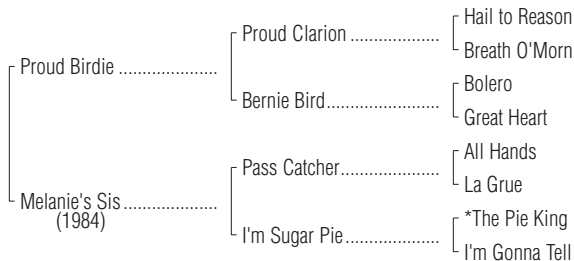 Hail to Reason
Proud Clarion ...................
Breath O'Morn
Proud Birdie .....................
Bolero
Bernie Bird........................
Great Heart
All Hands
Pass Catcher.....................
La Grue
Melanie's Sis ....................
(1984)
*The Pie King
I'm Sugar Pie....................
I'm Gonna Tell